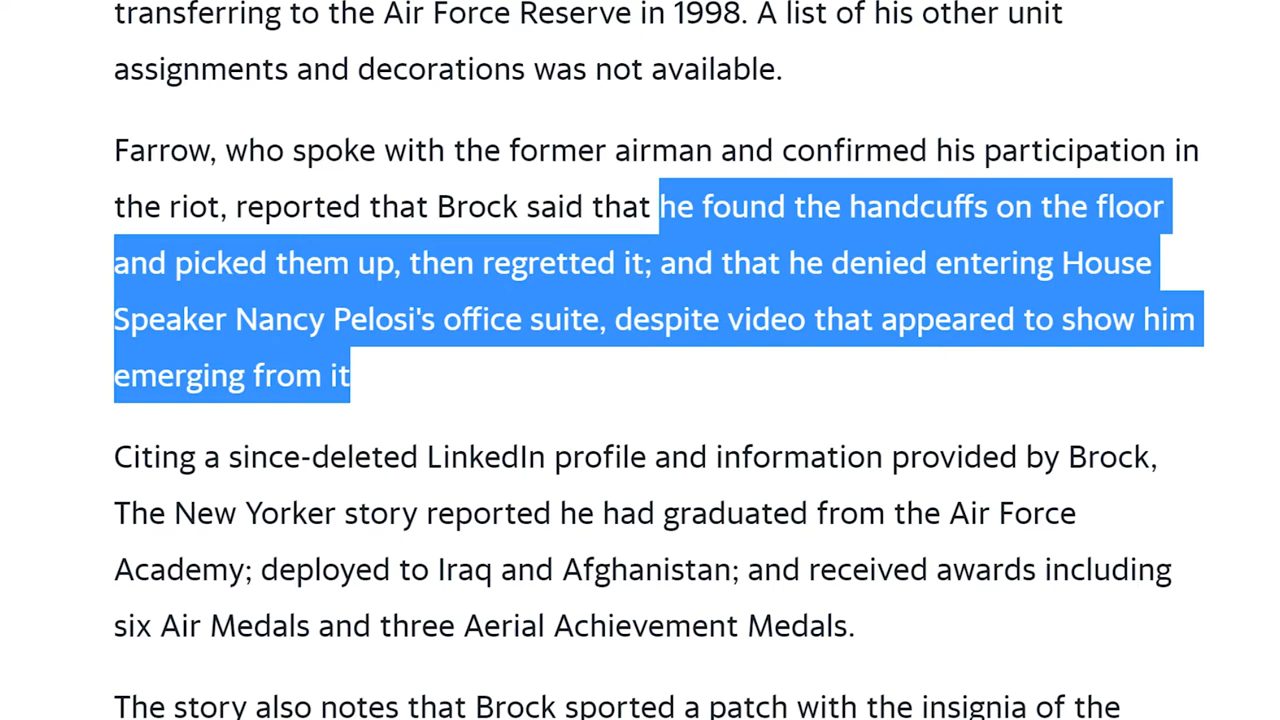 transferring to the Air Force Reserve in 1998. A list of his other unit
assignments and decorations was not available.
Farrow, who spoke with the former airman and confirmed his participation in
the riot, reported that Brock said that he found the handcuffs on the floor
and picked them up, then regretted it; and that he denied entering House
Speaker Nancy Pelosi's office suite, despite video that appeared to show him
emerging from it
Citing a since-deleted LinkedIn profile and information provided by Brock,
The New Yorker story reported he had graduated from the Air Force
Academy; deployed to Iraq and Afghanistan; and received awards including
six Air Medals and three Aerial Achievement Medals.
The story also notes that Brock sported a patch with the insignia of the